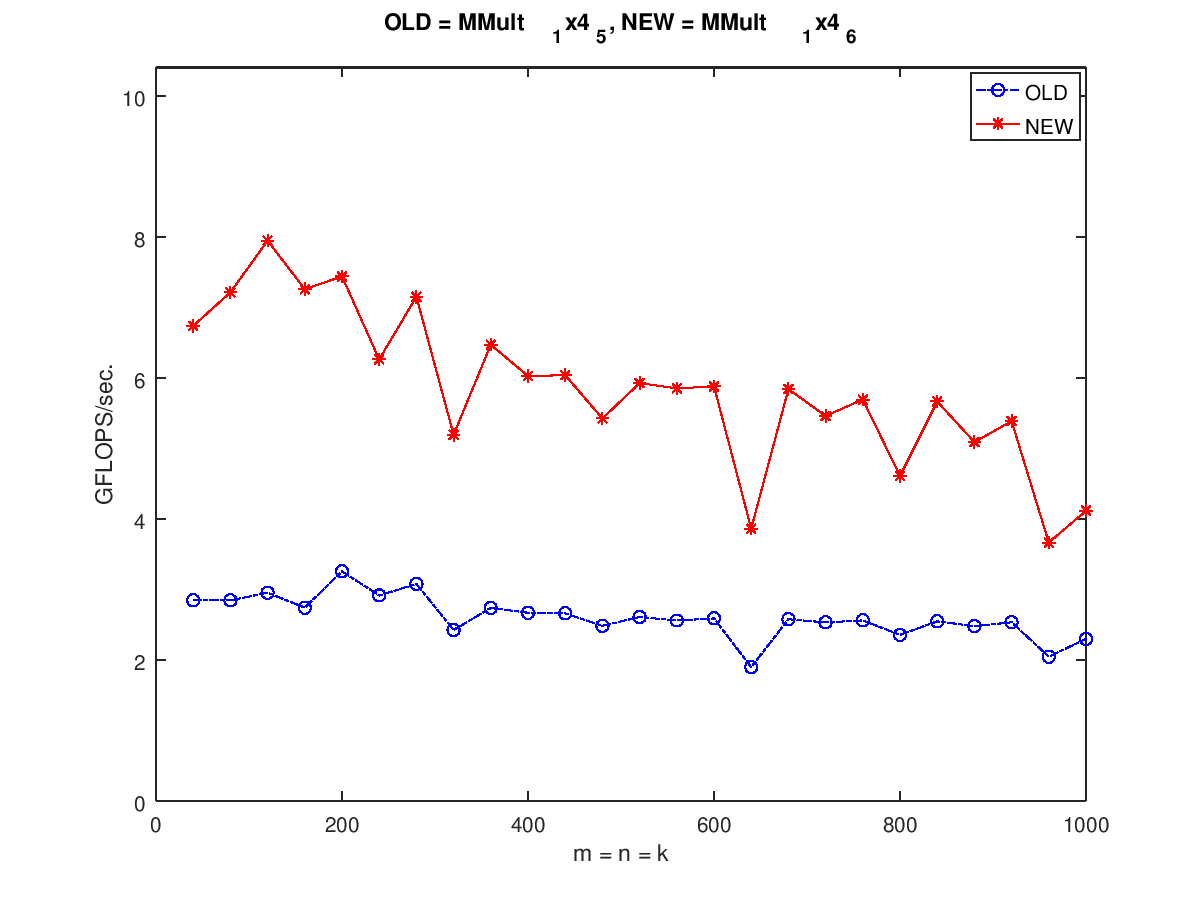 OLD = MMult 1x4 5, NEW = MMult 1x4 6
OLD
NEW
10
8
6
4
2
0
GFLOPS/sec.
0 200 400 600 800 1000
m = n = k